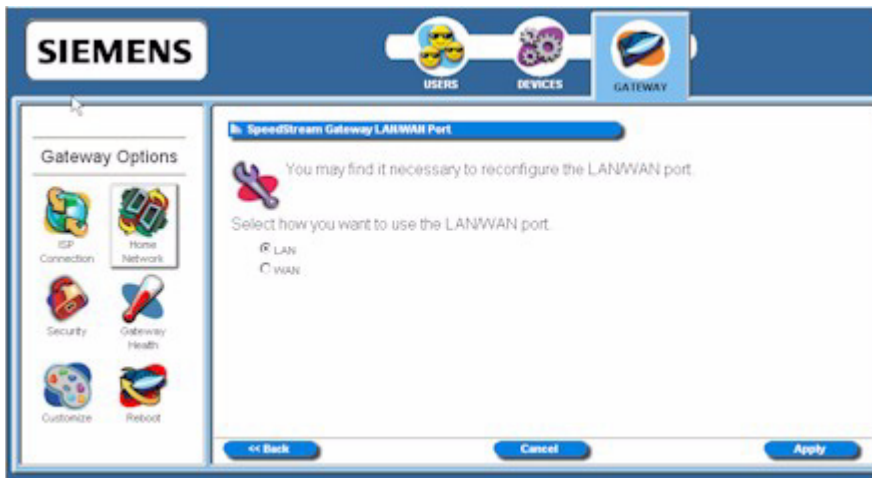 SIEMENS
USERS
DEVICES
GATEWAY
Gateway Options
ISP
Connection
Home
Network
Security
Gateway
Health
Customize
Reboot
SpeedStream Gateway LAN/WAN Port
You may find it necessary to reconfigure the LAN/WAN port.
Select how you want to use the LAN/WAN port.
LAN
WAN
<< Back
Cancel
Apply